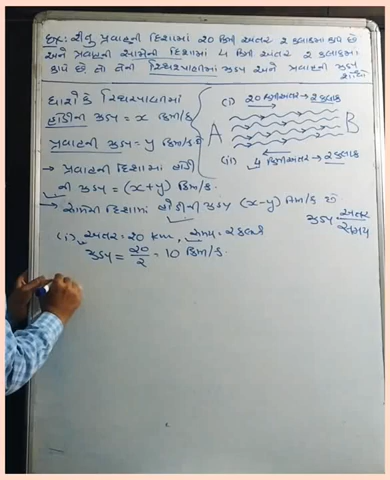 Ex: રીતુ પ્રવાહની દિશામાં 20 કિમી અંતર 2 કલાકમાં કાપે છે
અને પ્રવાહની સામેની દિશામાં 4 કિમી અંતર 2 કલાકમાં
કાપે છે, તો તેની સ્થિરપાણીમાં ઝડપ અને પ્રવાહની ઝડપ
શોધો
ધારો કે સ્થિરપાણીમાં
હોડીની ઝડપ = x કિમી/ક
પ્રવાહની ઝડપ = y કિમી/ક
→ પ્રવાહની દિશામાં હોડી
ની ઝડપ = (x+y) કિમી/ક.
→ સામેની દિશામાં હોડીની ઝડપ (x-y) કિમી/ક છે
(i) 20 કિમીઅંતર → 2 કલાક
A B
(ii) 4 કિમીઅંતર → 2 કલાક
ઝડપ = અંતર/સમય
(i) અંતર = 20 km, સમય = 2 કલાક
ઝડપ = 20/2 = 10 કિમી/ક.